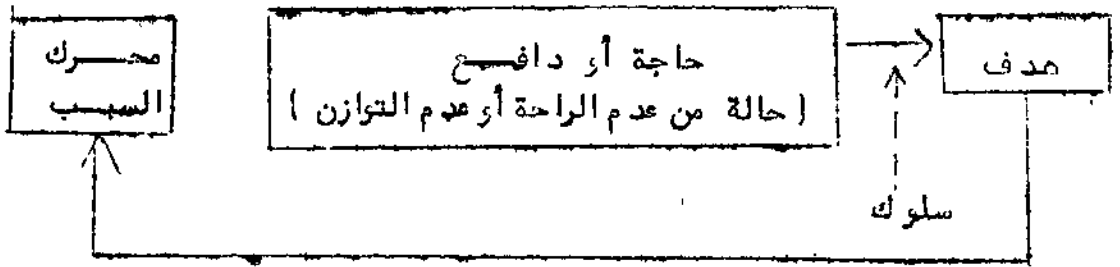 محرك
السبب
حاجة أو دافع
( حالة من عدم الراحة أو عدم التوازن )
هدف
سلوك